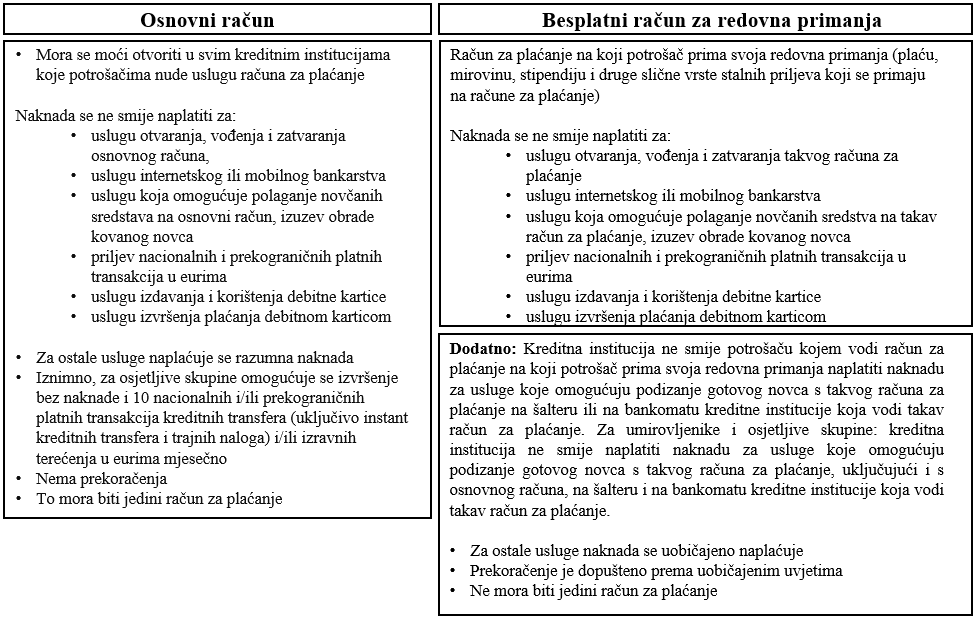 Osnovni račun
• Mora se moći otvoriti u svim kreditnim institucijama
koje potrošačima nude uslugu računa za plaćanje
Naknada se ne smije naplatiti za:
• uslugu otvaranja, vođenja i zatvaranja
osnovnog računa,
• uslugu internetskog ili mobilnog bankarstva
• uslugu koja omogućuje polaganje novčanih
sredstava na osnovni račun, izuzev obrade
kovanog novca
• priljev nacionalnih i prekograničnih platnih
transakcija u eurima
• uslugu izdavanja i korištenja debitne kartice
• uslugu izvršenja plaćanja debitnom karticom
• Za ostale usluge naplaćuje se razumna naknada
• Iznimno, za osjetljive skupine omogućuje se izvršenje
bez naknade i 10 nacionalnih i/ili prekograničnih
platnih transakcija kreditnih transfera (uključivo instant
kreditnih transfera i trajnih naloga) i/ili izravnih
terećenja u eurima mjesečno
• Nema prekoračenja
• To mora biti jedini račun za plaćanje
Besplatni račun za redovna primanja
Račun za plaćanje na koji potrošač prima svoja redovna primanja (plaću,
mirovinu, stipendiju i druge slične vrste stalnih priljeva koji se primaju
na račune za plaćanje)
Naknada se ne smije naplatiti za:
• uslugu otvaranja, vođenja i zatvaranja takvog računa za
plaćanje
• uslugu internetskog ili mobilnog bankarstva
• uslugu koja omogućuje polaganje novčanih sredstva na takav
račun za plaćanje, izuzev obrade kovanog novca
• priljev nacionalnih i prekograničnih platnih transakcija u
eurima
• uslugu izdavanja i korištenja debitne kartice
• uslugu izvršenja plaćanja debitnom karticom
Dodatno: Kreditna institucija ne smije potrošaču kojem vodi račun za
plaćanje na koji potrošač prima svoja redovna primanja naplatiti naknadu
za usluge koje omogućuju podizanje gotovog novca s takvog računa za
plaćanje na šalteru ili na bankomatu kreditne institucije koja vodi takav
račun za plaćanje. Za umirovljenike i osjetljive skupine: kreditna
institucija ne smije naplatiti naknadu za usluge koje omogućuju
podizanje gotovog novca s takvog računa za plaćanje, uključujući i s
osnovnog računa, na šalteru i na bankomatu kreditne institucije koja vodi
takav račun za plaćanje.
• Za ostale usluge naknada se uobičajeno naplaćuje
• Prekoračenje je dopušteno prema uobičajenim uvjetima
• Ne mora biti jedini račun za plaćanje